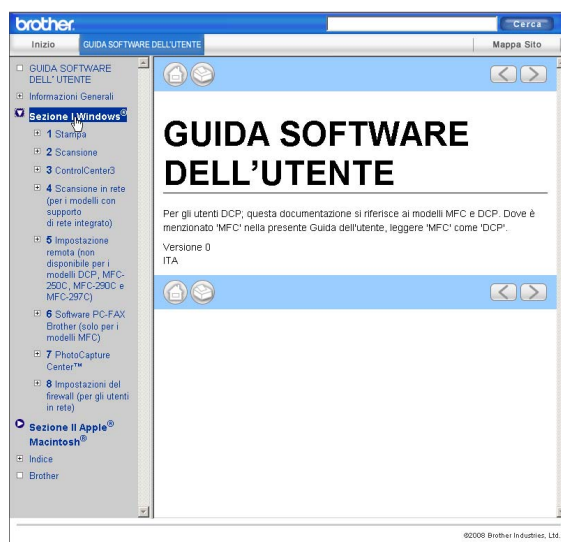 brother.
Cerca
Inizio
GUIDA SOFTWARE DELL'UTENTE
Mappa Sito
GUIDA SOFTWARE
DELL' UTENTE
Informazioni Generali
Sezione I Windows®
1 Stampa
2 Scansione
3 ControlCenter3
4 Scansione in rete
(per i modelli con
supporto
di rete integrato)
5 Impostazione
remota (non
disponibile per i
modelli DCP, MFC-
250C, MFC-290C e
MFC-297C)
6 Software PC-FAX
Brother (solo per i
modelli MFC)
7 PhotoCapture
Center™
8 Impostazioni del
firewall (per gli utenti
in rete)
Sezione II Apple®
Macintosh®
Indice
Brother
GUIDA SOFTWARE
DELL’UTENTE
Per gli utenti DCP; questa documentazione si riferisce ai modelli MFC e DCP. Dove è
menzionato 'MFC' nella presente Guida dell'utente, leggere 'MFC' come 'DCP'.
Versione 0
ITA
©2008 Brother Industries, Ltd.